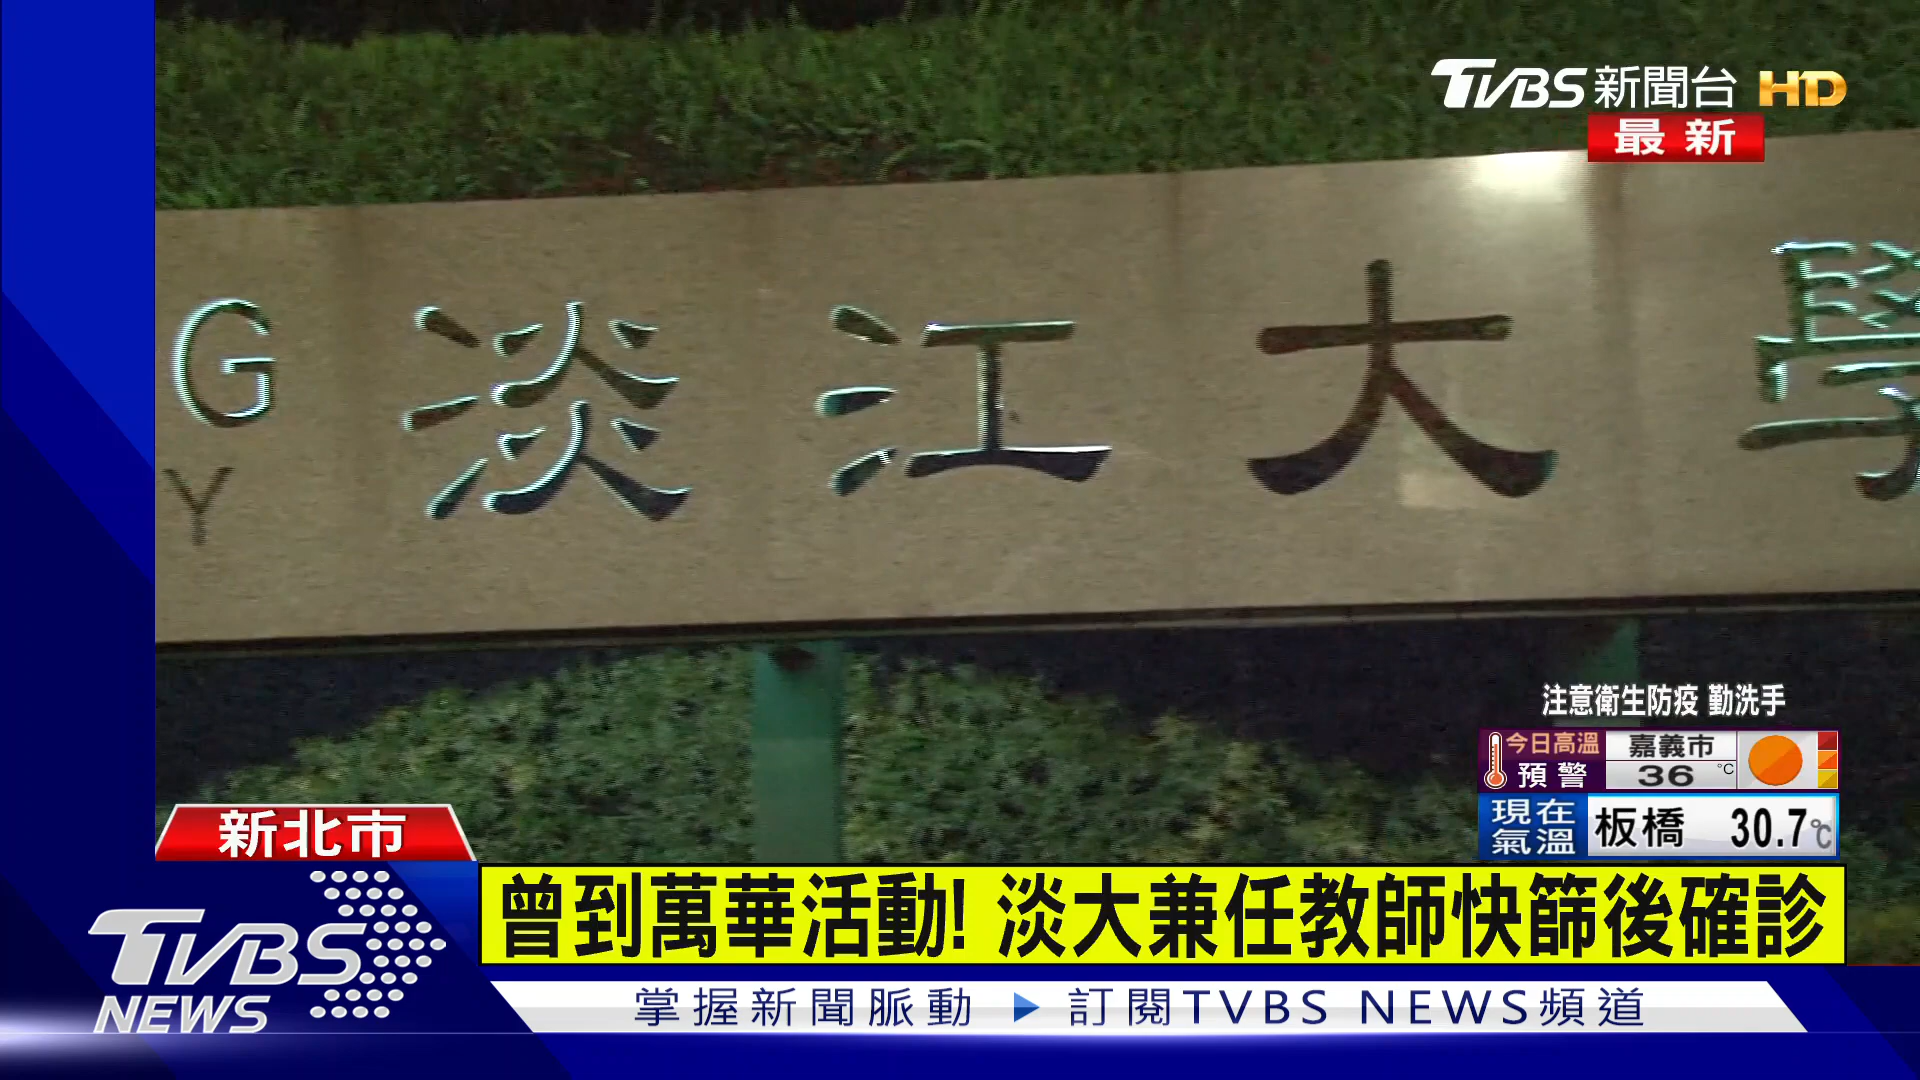 TVBS新聞台 HD
最新
G 淡江大學
Y
注意衛生防疫 勤洗手
今日高溫
預警
嘉義市
36 °C
現在
氣溫
板橋 30.7°C
新北市
曾到萬華活動! 淡大兼任教師快篩後確診
TVBS
NEWS
掌握新聞脈動 ▶ 訂閱TVBS NEWS頻道